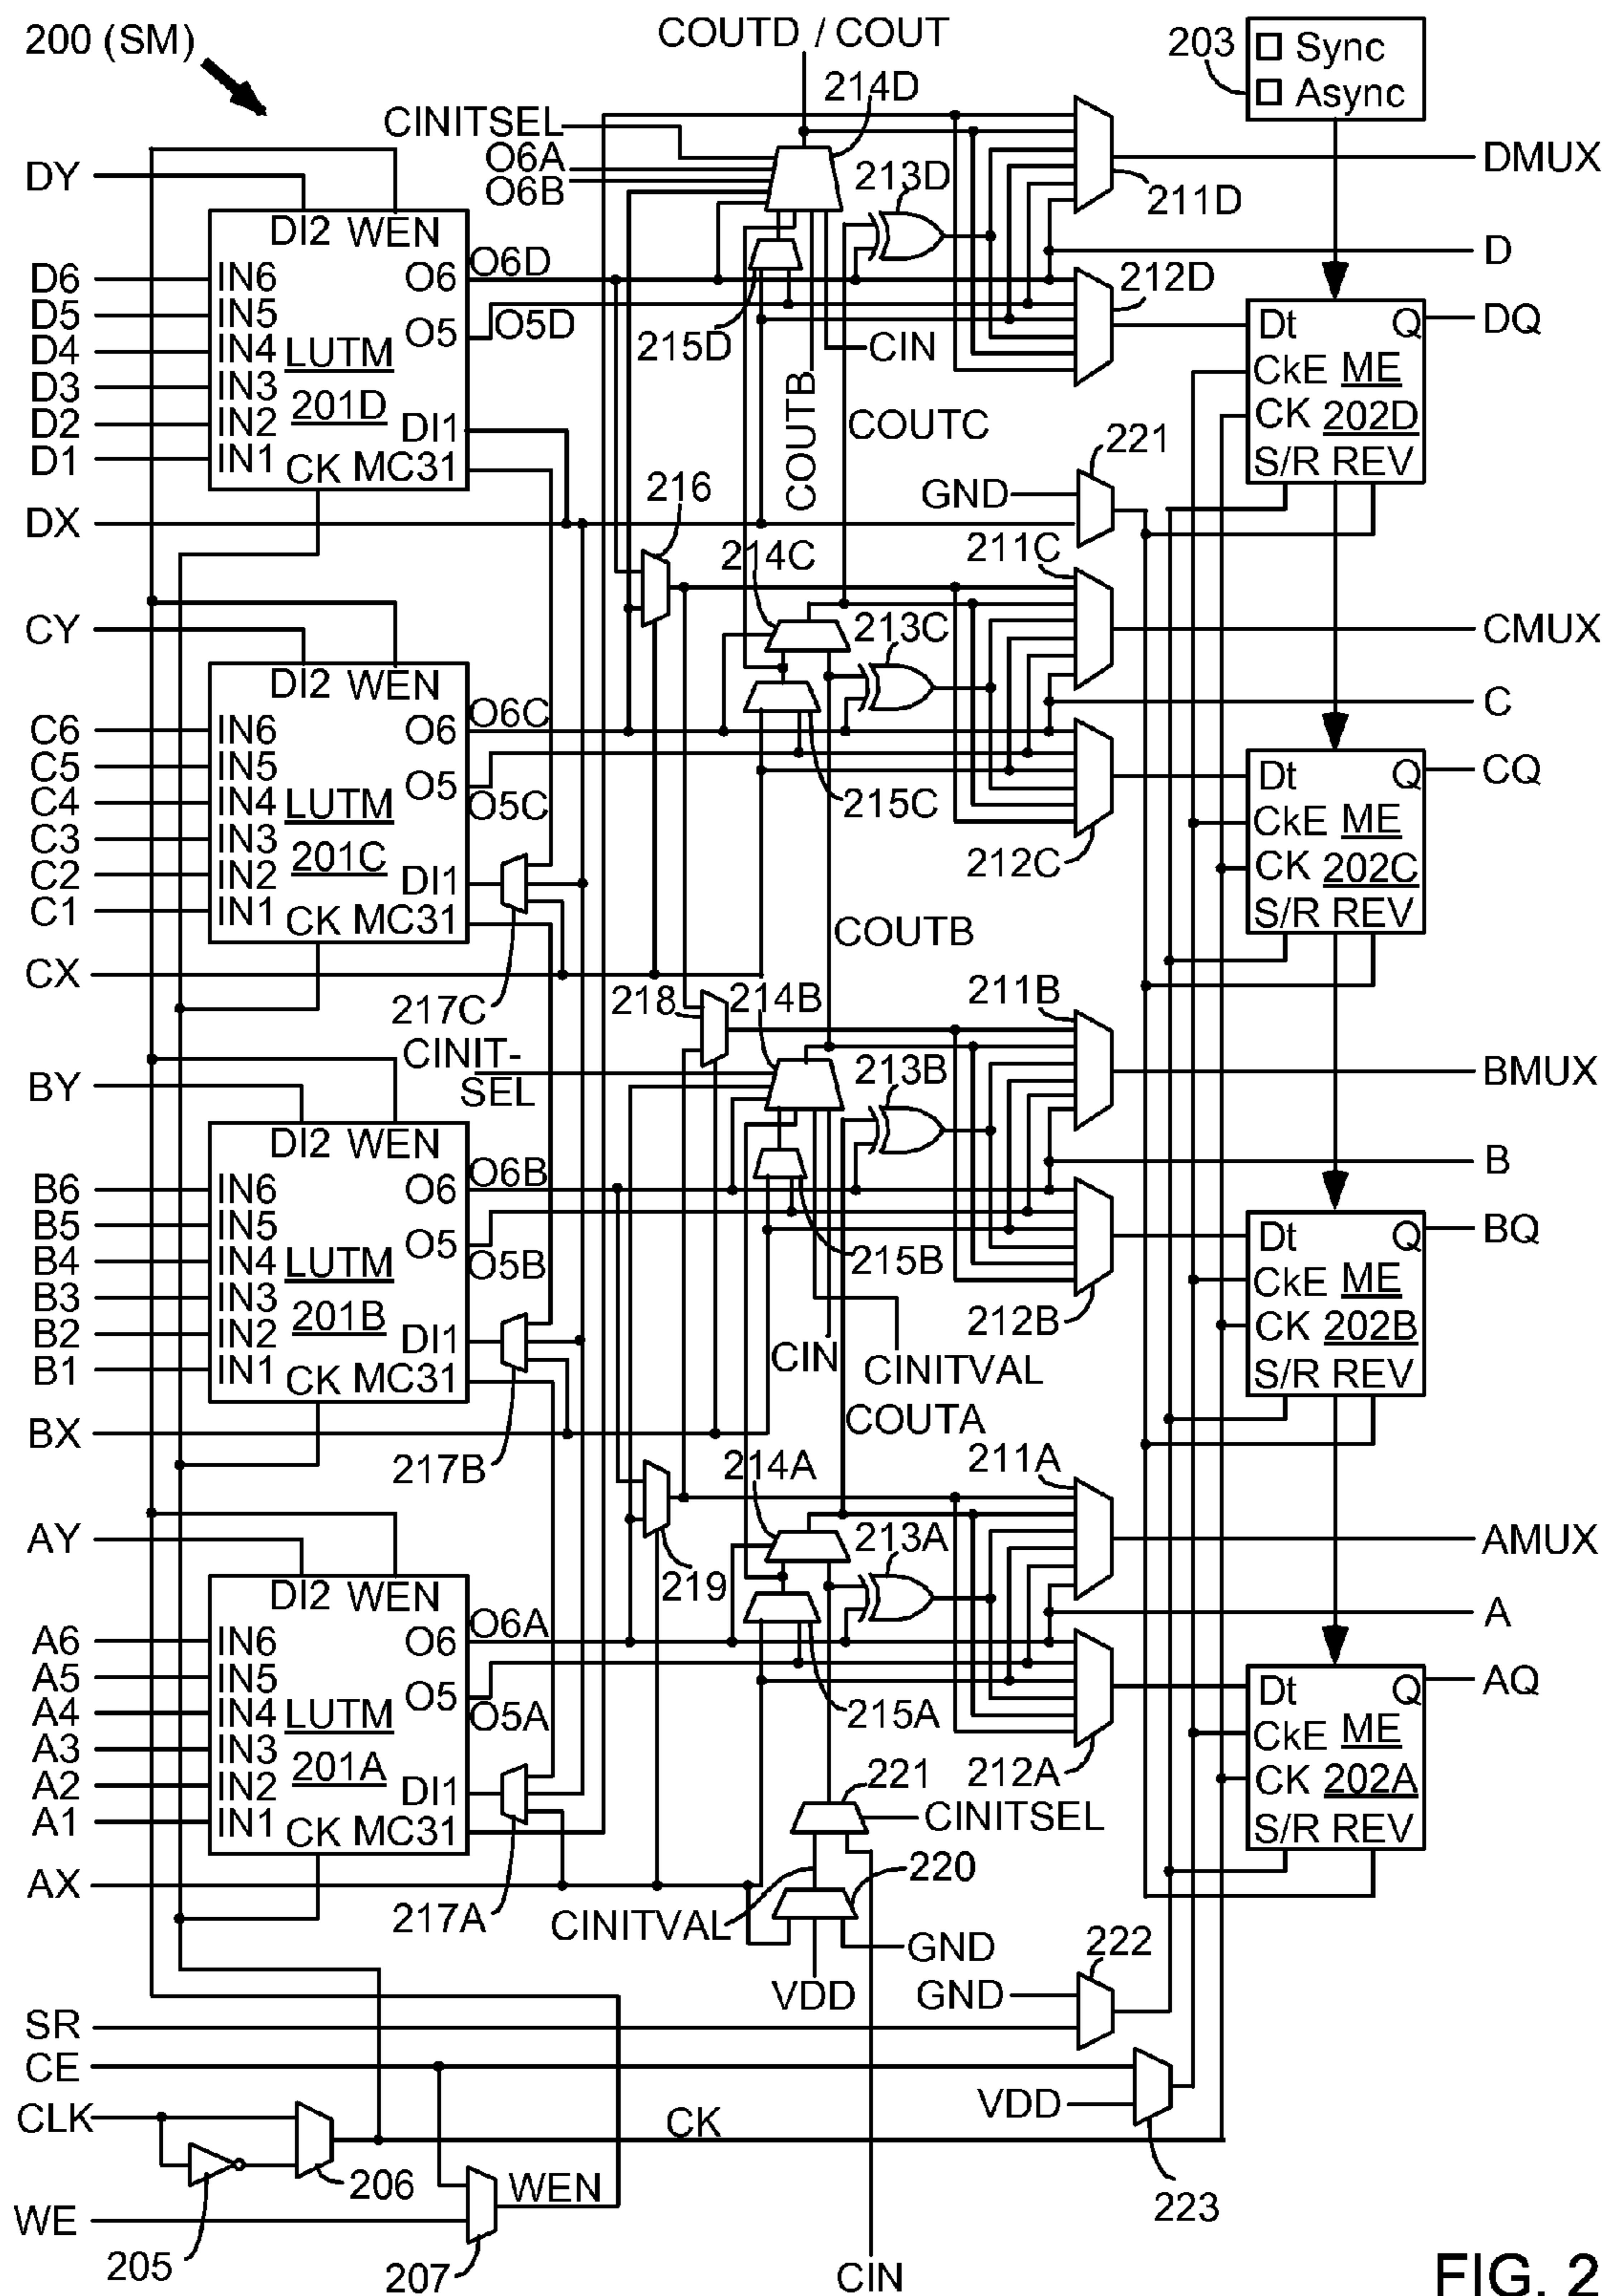 200 (SM)
COUTD / COUT
203
Sync
Async
214D
CINITSEL
O6A
O6B
213D
DMUX
211D
DY
DI2 WEN
D6
D5
D4
D3
D2
D1
IN6
IN5
IN4
IN3
IN2
IN1
LUTM
201D
O6
O5
DI1
CK MC31
O6D
O5D
215D
CIN
COUTB
COUTC
212D
D
DQ
Dt Q
CkE ME
CK 202D
S/R REV
DX
216
GND
221
214C
211C
213C
CMUX
CY
DI2 WEN
C6
C5
C4
C3
C2
C1
IN6
IN5
IN4
IN3
IN2
IN1
LUTM
201C
O6
O5
DI1
CK MC31
O6C
O5C
215C
212C
C
CQ
Dt Q
CkE ME
CK 202C
S/R REV
COUTB
CX
217C
218
214B
211B
CINIT-
SEL
213B
BMUX
BY
DI2 WEN
B6
B5
B4
B3
B2
B1
IN6
IN5
IN4
IN3
IN2
IN1
LUTM
201B
O6
O5
DI1
CK MC31
O6B
O5B
215B
212B
CIN
CINITVAL
COUTA
B
BQ
Dt Q
CkE ME
CK 202B
S/R REV
BX
217B
214A
211A
219
213A
AMUX
AY
DI2 WEN
A6
A5
A4
A3
A2
A1
IN6
IN5
IN4
IN3
IN2
IN1
LUTM
201A
O6
O5
DI1
CK MC31
O6A
O5A
215A
212A
A
AQ
Dt Q
CkE ME
CK 202A
S/R REV
221
CINITSEL
AX
217A
220
CINITVAL
GND
VDD
222
GND
SR
CE
VDD
223
CLK
CK
205
206
WEN
WE
207
CIN
FIG. 2